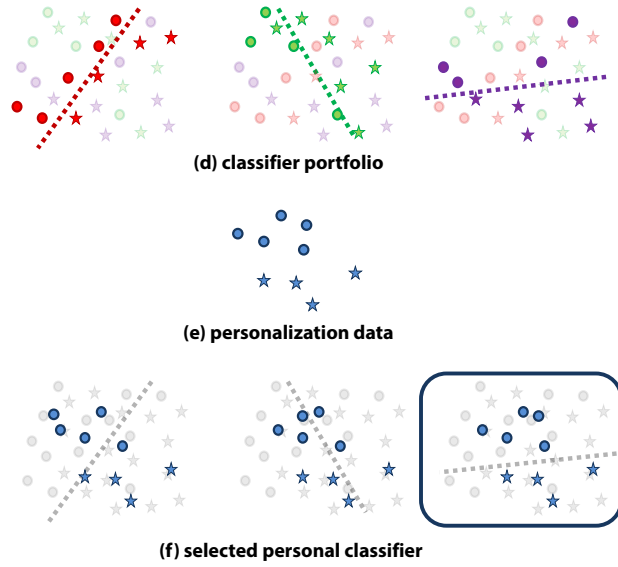 (d) classifier portfolio
(e) personalization data
(f) selected personal classifier